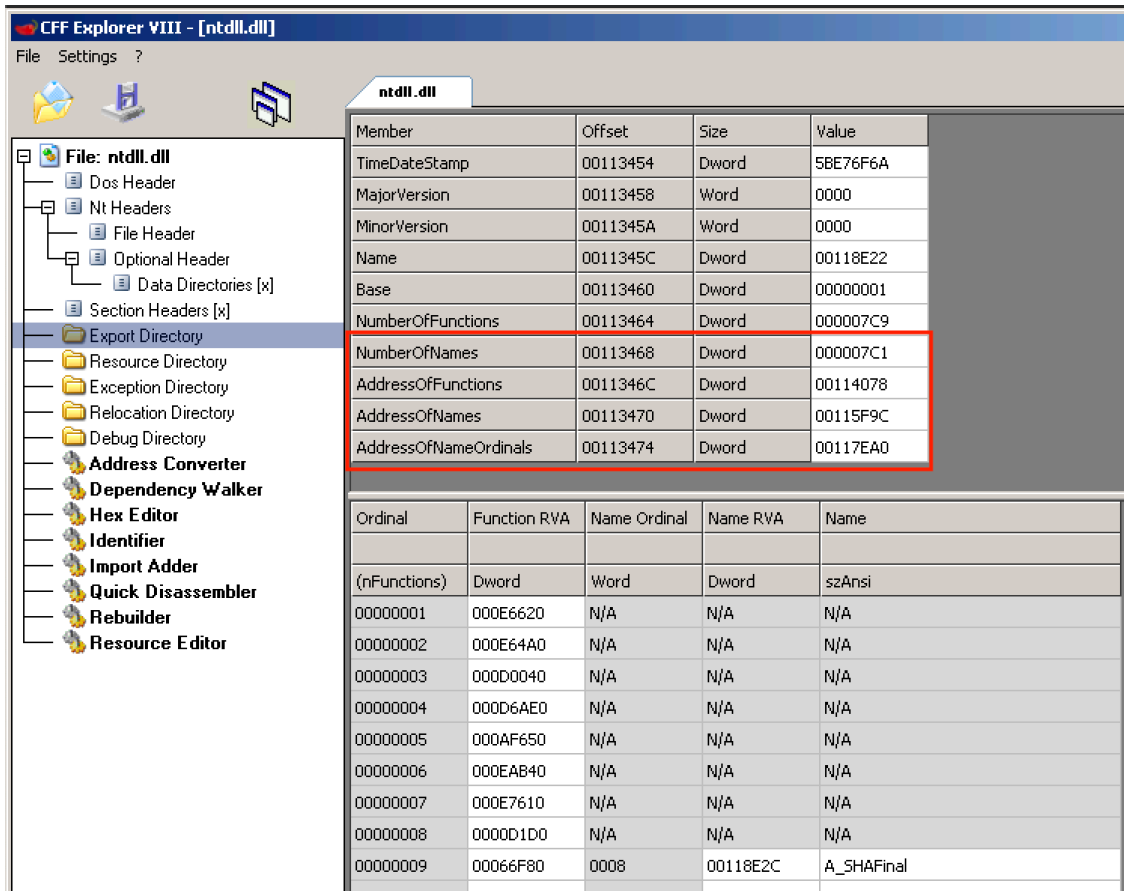 CFF Explorer VIII - [ntdll.dll]
File Settings ?
ntdll.dll
File: ntdll.dll
Dos Header
Nt Headers
File Header
Optional Header
Data Directories [x]
Section Headers [x]
Export Directory
Resource Directory
Exception Directory
Relocation Directory
Debug Directory
Address Converter
Dependency Walker
Hex Editor
Identifier
Import Adder
Quick Disassembler
Rebuilder
Resource Editor
Member Offset Size Value
TimeDateStamp 00113454 Dword 5BE76F6A
MajorVersion 00113458 Word 0000
MinorVersion 0011345A Word 0000
Name 0011345C Dword 00118E22
Base 00113460 Dword 00000001
NumberOfFunctions 00113464 Dword 000007C9
NumberOfNames 00113468 Dword 000007C1
AddressOfFunctions 0011346C Dword 00114078
AddressOfNames 00113470 Dword 00115F9C
AddressOfNameOrdinals 00113474 Dword 00117EA0
Ordinal Function RVA Name Ordinal Name RVA Name
(nFunctions) Dword Word Dword szAnsi
00000001 000E6620 N/A N/A N/A
00000002 000E64A0 N/A N/A N/A
00000003 000D0040 N/A N/A N/A
00000004 000D6AE0 N/A N/A N/A
00000005 000AF650 N/A N/A N/A
00000006 000EAB40 N/A N/A N/A
00000007 000E7610 N/A N/A N/A
00000008 0000D1D0 N/A N/A N/A
00000009 00066F80 0008 00118E2C A_SHAFinal